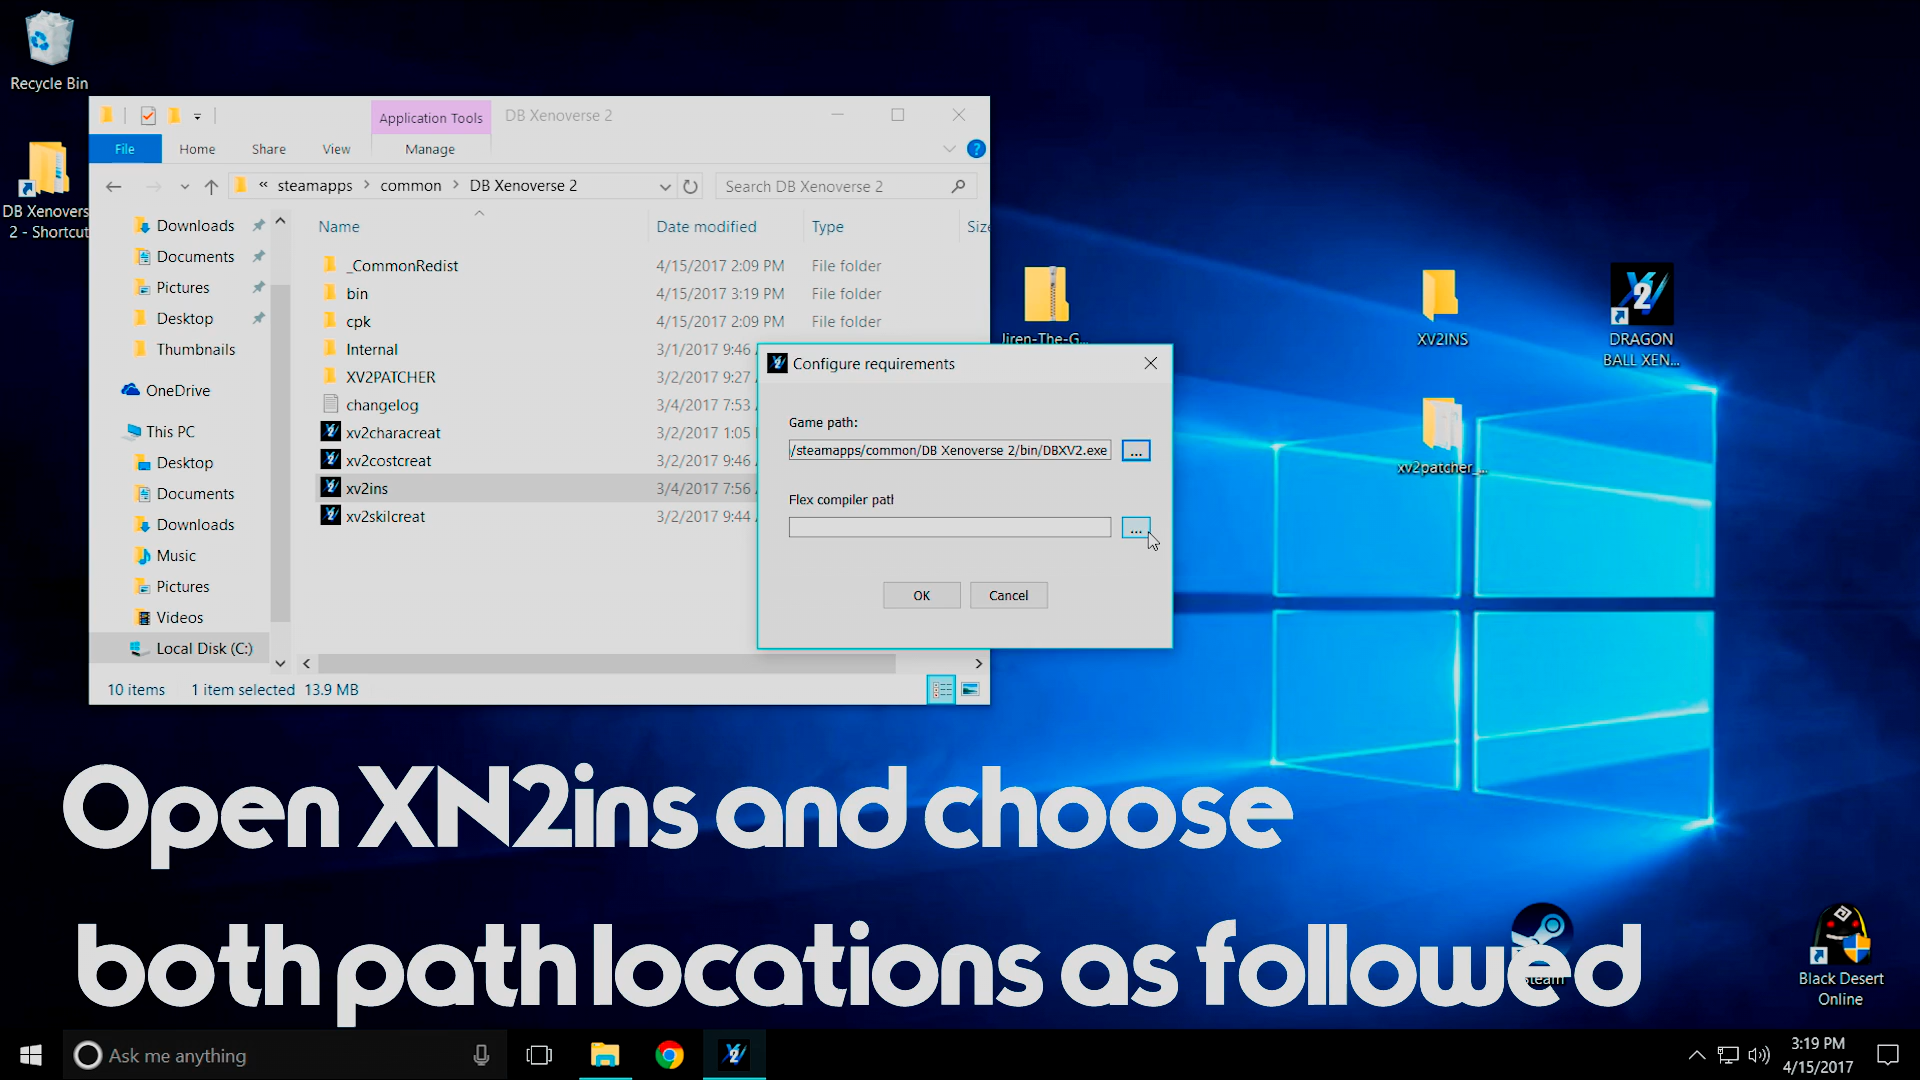 Recycle Bin
DB Xenovers
2 - Shortcut
Application Tools
DB Xenoverse 2
File
Home
Share
View
Manage
?
« steamapps > common > DB Xenoverse 2
Search DB Xenoverse 2
Name
Date modified
Type
Size
Downloads
Documents
Pictures
Desktop
Thumbnails
OneDrive
This PC
Desktop
Documents
Downloads
Music
Pictures
Videos
Local Disk (C:)
_CommonRedist 4/15/2017 2:09 PM File folder
bin 4/15/2017 3:19 PM File folder
cpk 4/15/2017 2:09 PM File folder
Internal 3/1/2017 9:46
XV2PATCHER 3/2/2017 9:27
changelog 3/4/2017 7:53
xv2characreat 3/2/2017 1:05
xv2costcreat 3/2/2017 9:46
xv2ins 3/4/2017 7:56
xv2skilcreat 3/2/2017 9:44
10 items 1 item selected 13.9 MB
Jiren-The-G...
XV2INS
DRAGON
BALL XEN...
xv2patcher_...
Configure requirements
Game path:
/steamapps/common/DB Xenoverse 2/bin/DBXV2.exe
...
Flex compiler path
...
OK
Cancel
Open XN2ins and choose
both path locations as followed
Steam
Black Desert
Online
Ask me anything
3:19 PM
4/15/2017